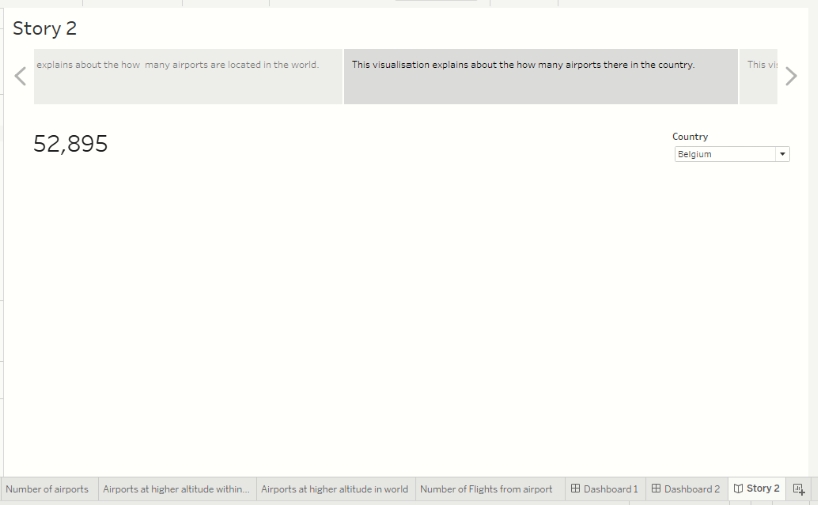 Story 2
explains about the how many airports are located in the world.
This visualisation explains about the how many airports there in the country.
This vis
52,895
Country
Belgium
Number of airports
Airports at higher altitude within...
Airports at higher altitude in world
Number of Flights from airport
Dashboard 1
Dashboard 2
Story 2